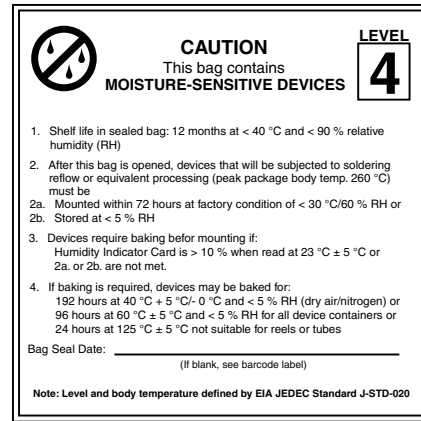 LEVEL
CAUTION
This bag contains
MOISTURE-SENSITIVE DEVICES
4
1. Shelf life in sealed bag: 12 months at < 40 °C and < 90 % relative
humidity (RH)
2. After this bag is opened, devices that will be subjected to soldering
reflow or equivalent processing (peak package body temp. 260 °C)
must be
2a. Mounted within 72 hours at factory condition of < 30 °C/60 % RH or
2b. Stored at < 5 % RH
3. Devices require baking befor mounting if:
Humidity Indicator Card is > 10 % when read at 23 °C ± 5 °C or
2a. or 2b. are not met.
4. If baking is required, devices may be baked for:
192 hours at 40 °C + 5 °C/- 0 °C and < 5 % RH (dry air/nitrogen) or
96 hours at 60 °C ± 5 °C and < 5 % RH for all device containers or
24 hours at 125 °C ± 5 °C not suitable for reels or tubes
Bag Seal Date:
(If blank, see barcode label)
Note: Level and body temperature defined by EIA JEDEC Standard J-STD-020